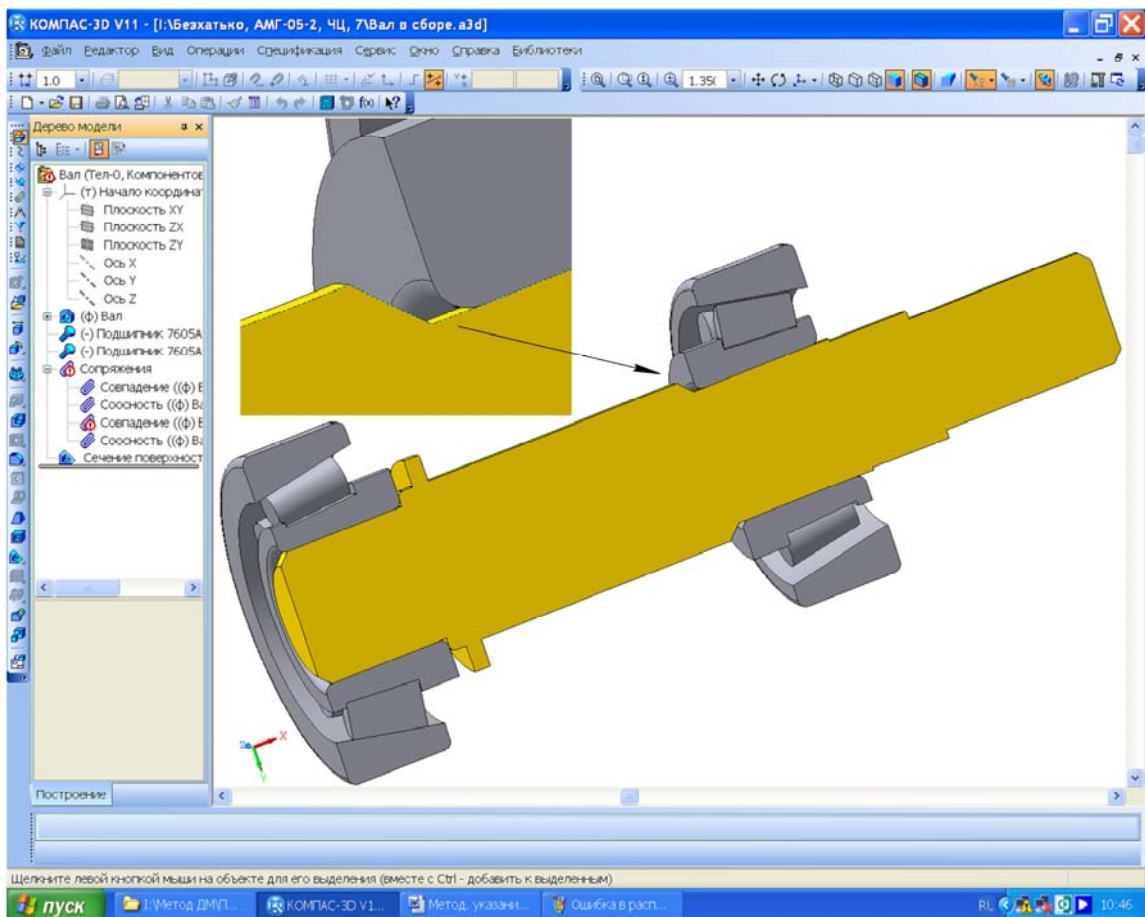 КОМПАС-3D V11 - [I:\Безхатько, АМГ-05-2, ЧЦ, 7\Вал в сборе.a3d]
Файл Редактор Вид Операции Спецификация Сервис Окно Справка Библиотеки
1.0
1.35(
f(x)
Дерево модели
Вал (Тел-0, Компонентов
(т) Начало координа
Плоскость XY
Плоскость ZX
Плоскость ZY
Ось X
Ось Y
Ось Z
(ф) Вал
(-) Подшипник 7605А
(-) Подшипник 7605А
Сопряжения
Совпадение ((ф) В
Соосность ((ф) Ва
Совпадение ((ф) В
Соосность ((ф) Ва
Сечение поверхност
Z X
Y
Построение
Щелкните левой кнопкой мыши на объекте для его выделения (вместе с Ctrl - добавить к выделенным)
пуск I:\Метод ДМ\П... КОМПАС-3D V1... Метод. указани... Ошибка в расп... RL 10:46